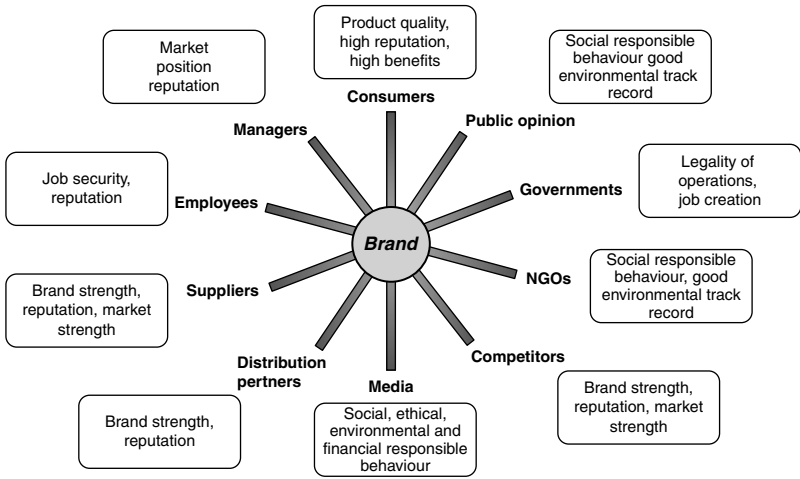 Product quality,
high reputation,
high benefits
Consumers
Market
position
reputation
Managers
Social responsible
behaviour good
environmental track
record
Public opinion
Job security,
reputation
Employees
Governments
Legality of
operations,
job creation
Brand
Brand strength,
reputation, market
strength
Suppliers
NGOs
Social responsible
behaviour, good
environmental track
record
Distribution
pertners
Brand strength,
reputation
Media
Social, ethical,
environmental and
financial responsible
behaviour
Competitors
Brand strength,
reputation, market
strength